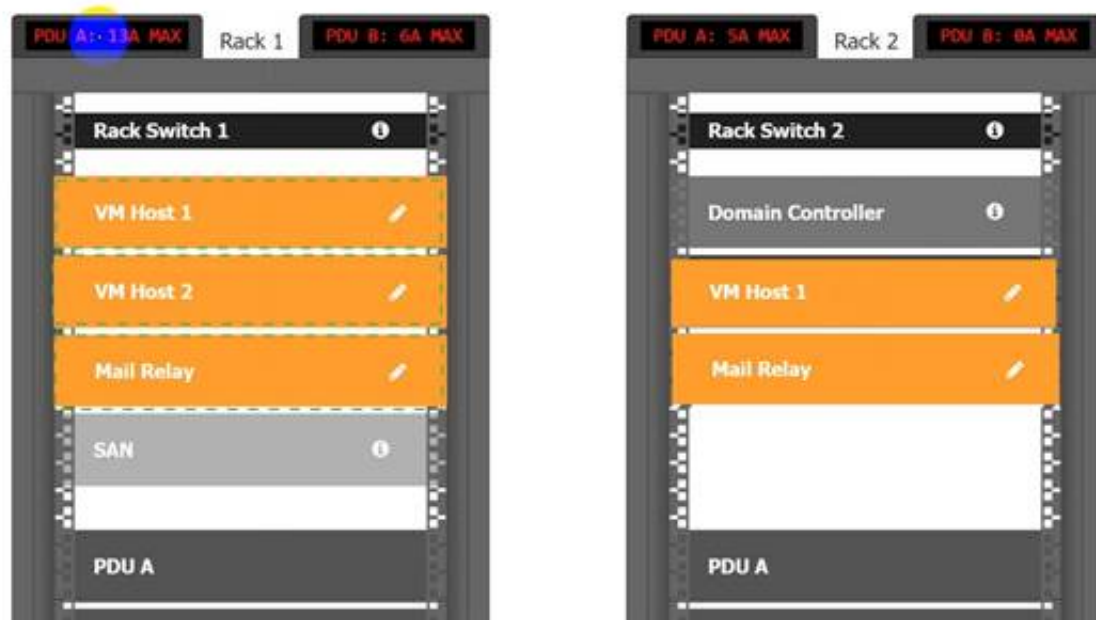 PDU A: 13A MAX
Rack 1
PDU B: 6A MAX
Rack Switch 1
VM Host 1
VM Host 2
Mail Relay
SAN
PDU A
PDU A: 5A MAX
Rack 2
PDU B: 0A MAX
Rack Switch 2
Domain Controller
VM Host 1
Mail Relay
PDU A